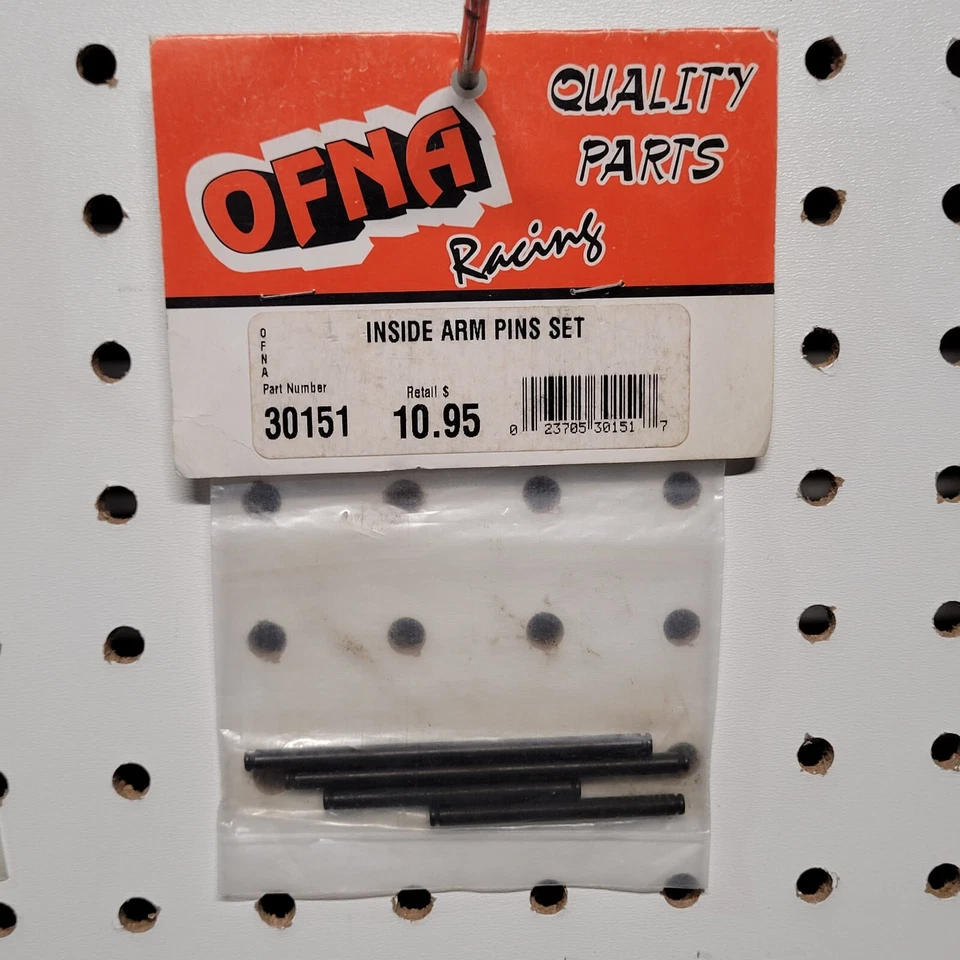 OFNA
QUALITY
PARTS
Racing
OFNA
INSIDE ARM PINS SET
Part Number
30151
Retail $
10.95
0 23705 30151 7